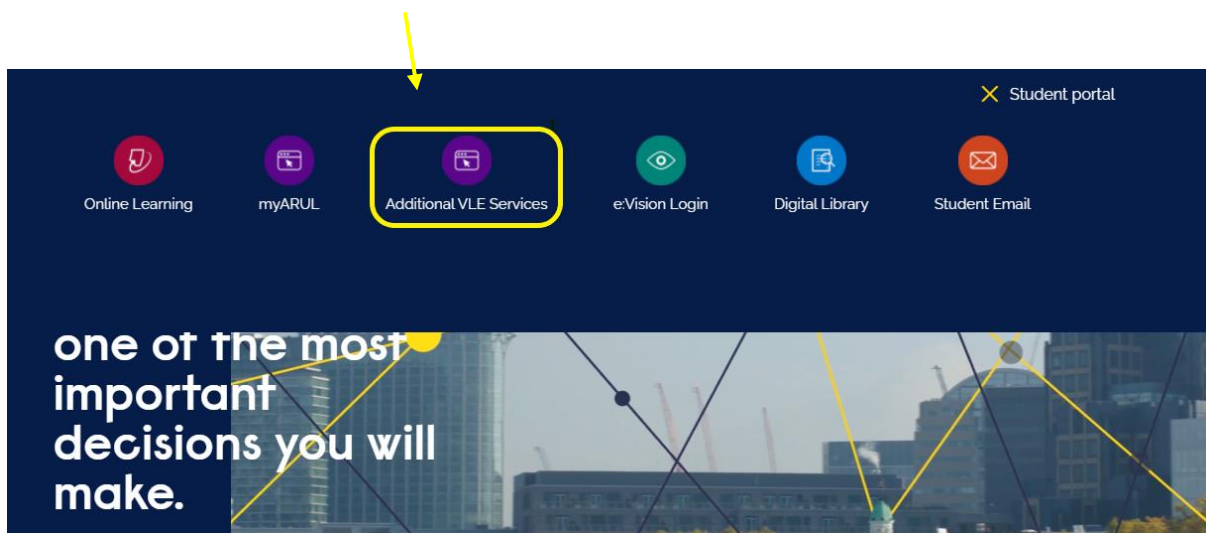 Student portal
Online Learning
myARUL
Additional VLE Services
e:Vision Login
Digital Library
Student Email
one of the most
important
decisions you will
make.